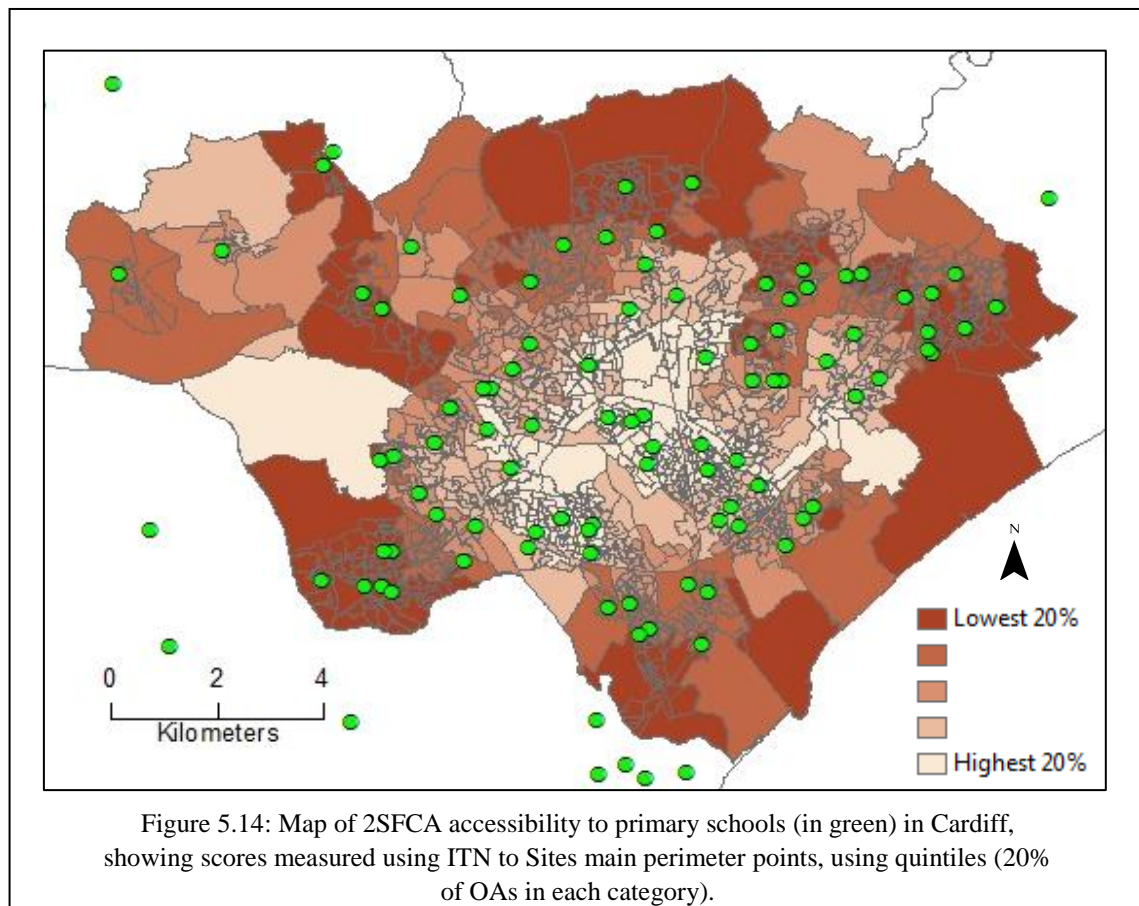 N
Lowest 20%
Highest 20%
0 2 4
Kilometers
Figure 5.14: Map of 2SFCA accessibility to primary schools (in green) in Cardiff,
showing scores measured using ITN to Sites main perimeter points, using quintiles (20%
of OAs in each category).